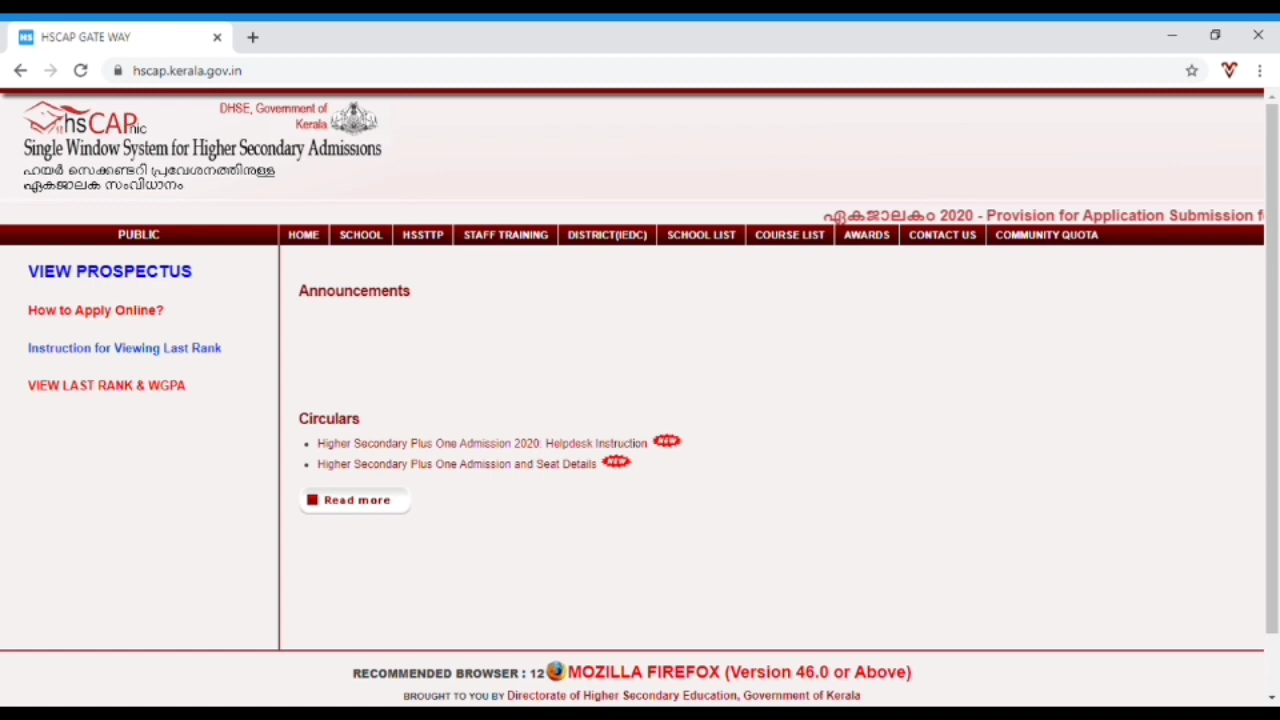 HS HSCAP GATE WAY
hscap.kerala.gov.in
hsCAPnic
DHSE, Government of
Kerala
Single Window System for Higher Secondary Admissions
ഹയർ സെക്കണ്ടറി പ്രവേശനത്തിനുള്ള
ഏകജാലക സംവിധാനം
ഏകജാലകം 2020 - Provision for Application Submission f
PUBLIC
HOME SCHOOL HSSTTP STAFF TRAINING DISTRICT(IEDC) SCHOOL LIST COURSE LIST AWARDS CONTACT US COMMUNITY QUOTA
VIEW PROSPECTUS
How to Apply Online?
Instruction for Viewing Last Rank
VIEW LAST RANK & WGPA
Announcements
Circulars
Higher Secondary Plus One Admission 2020: Helpdesk Instruction NEW
Higher Secondary Plus One Admission and Seat Details NEW
Read more
RECOMMENDED BROWSER : 12 MOZILLA FIREFOX (Version 46.0 or Above)
BROUGHT TO YOU BY Directorate of Higher Secondary Education, Government of Kerala